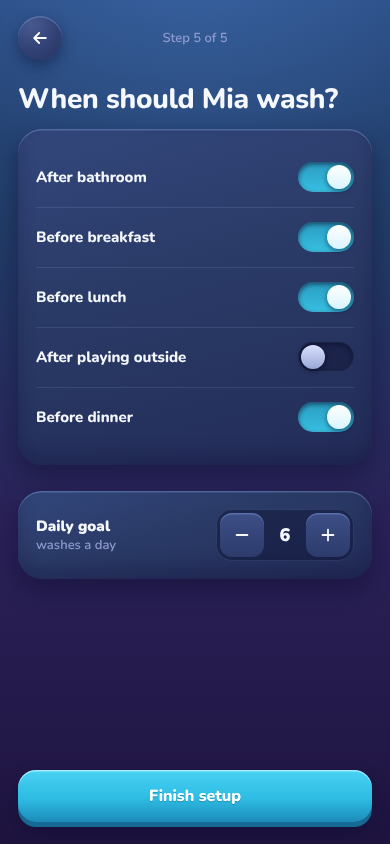 Step 5 of 5
When should Mia wash?
After bathroom
Before breakfast
Before lunch
After playing outside
Before dinner
Daily goal
washes a day
− 6 +
Finish setup